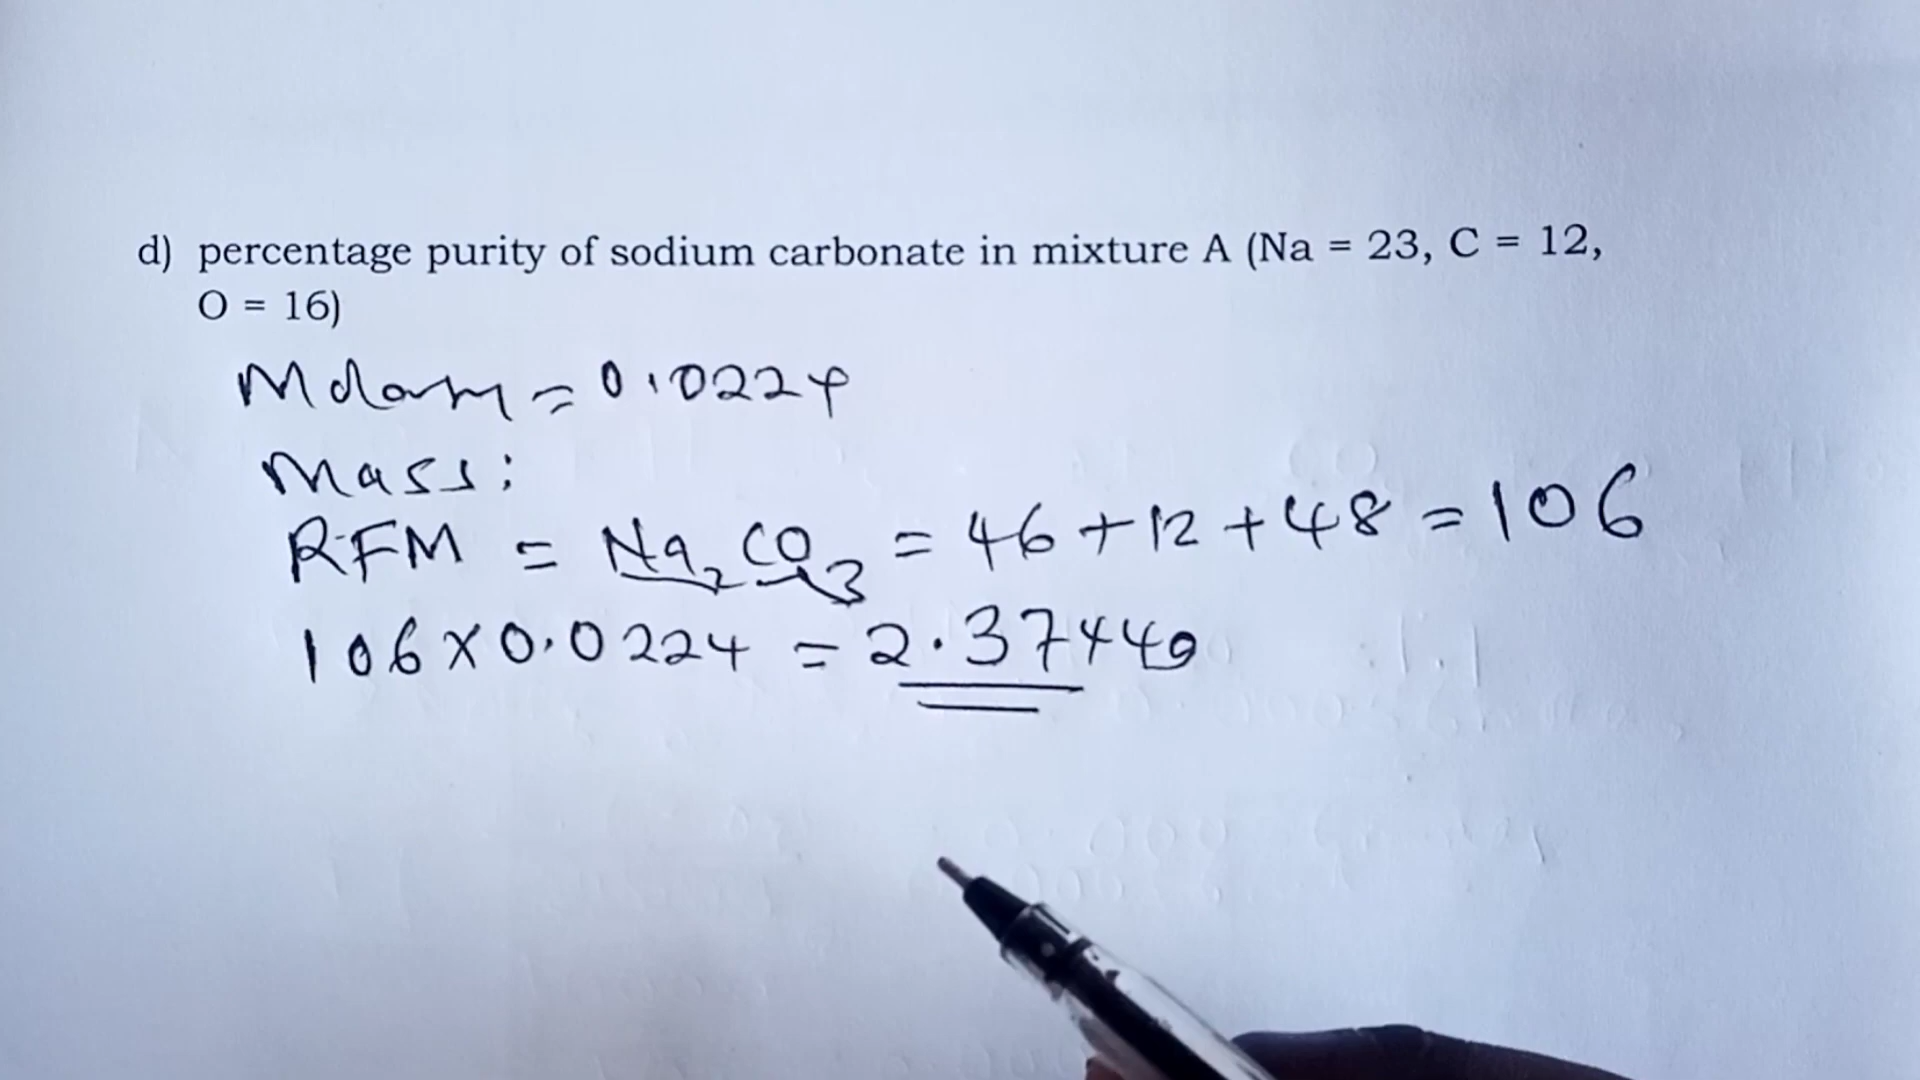 d) percentage purity of sodium carbonate in mixture A (Na = 23, C = 12,
O = 16)
Molarity = 0.0224
Mass:
RFM = Na₂CO₃ = 46 + 12 + 48 = 106
106 X 0.0224 = 2.3744g